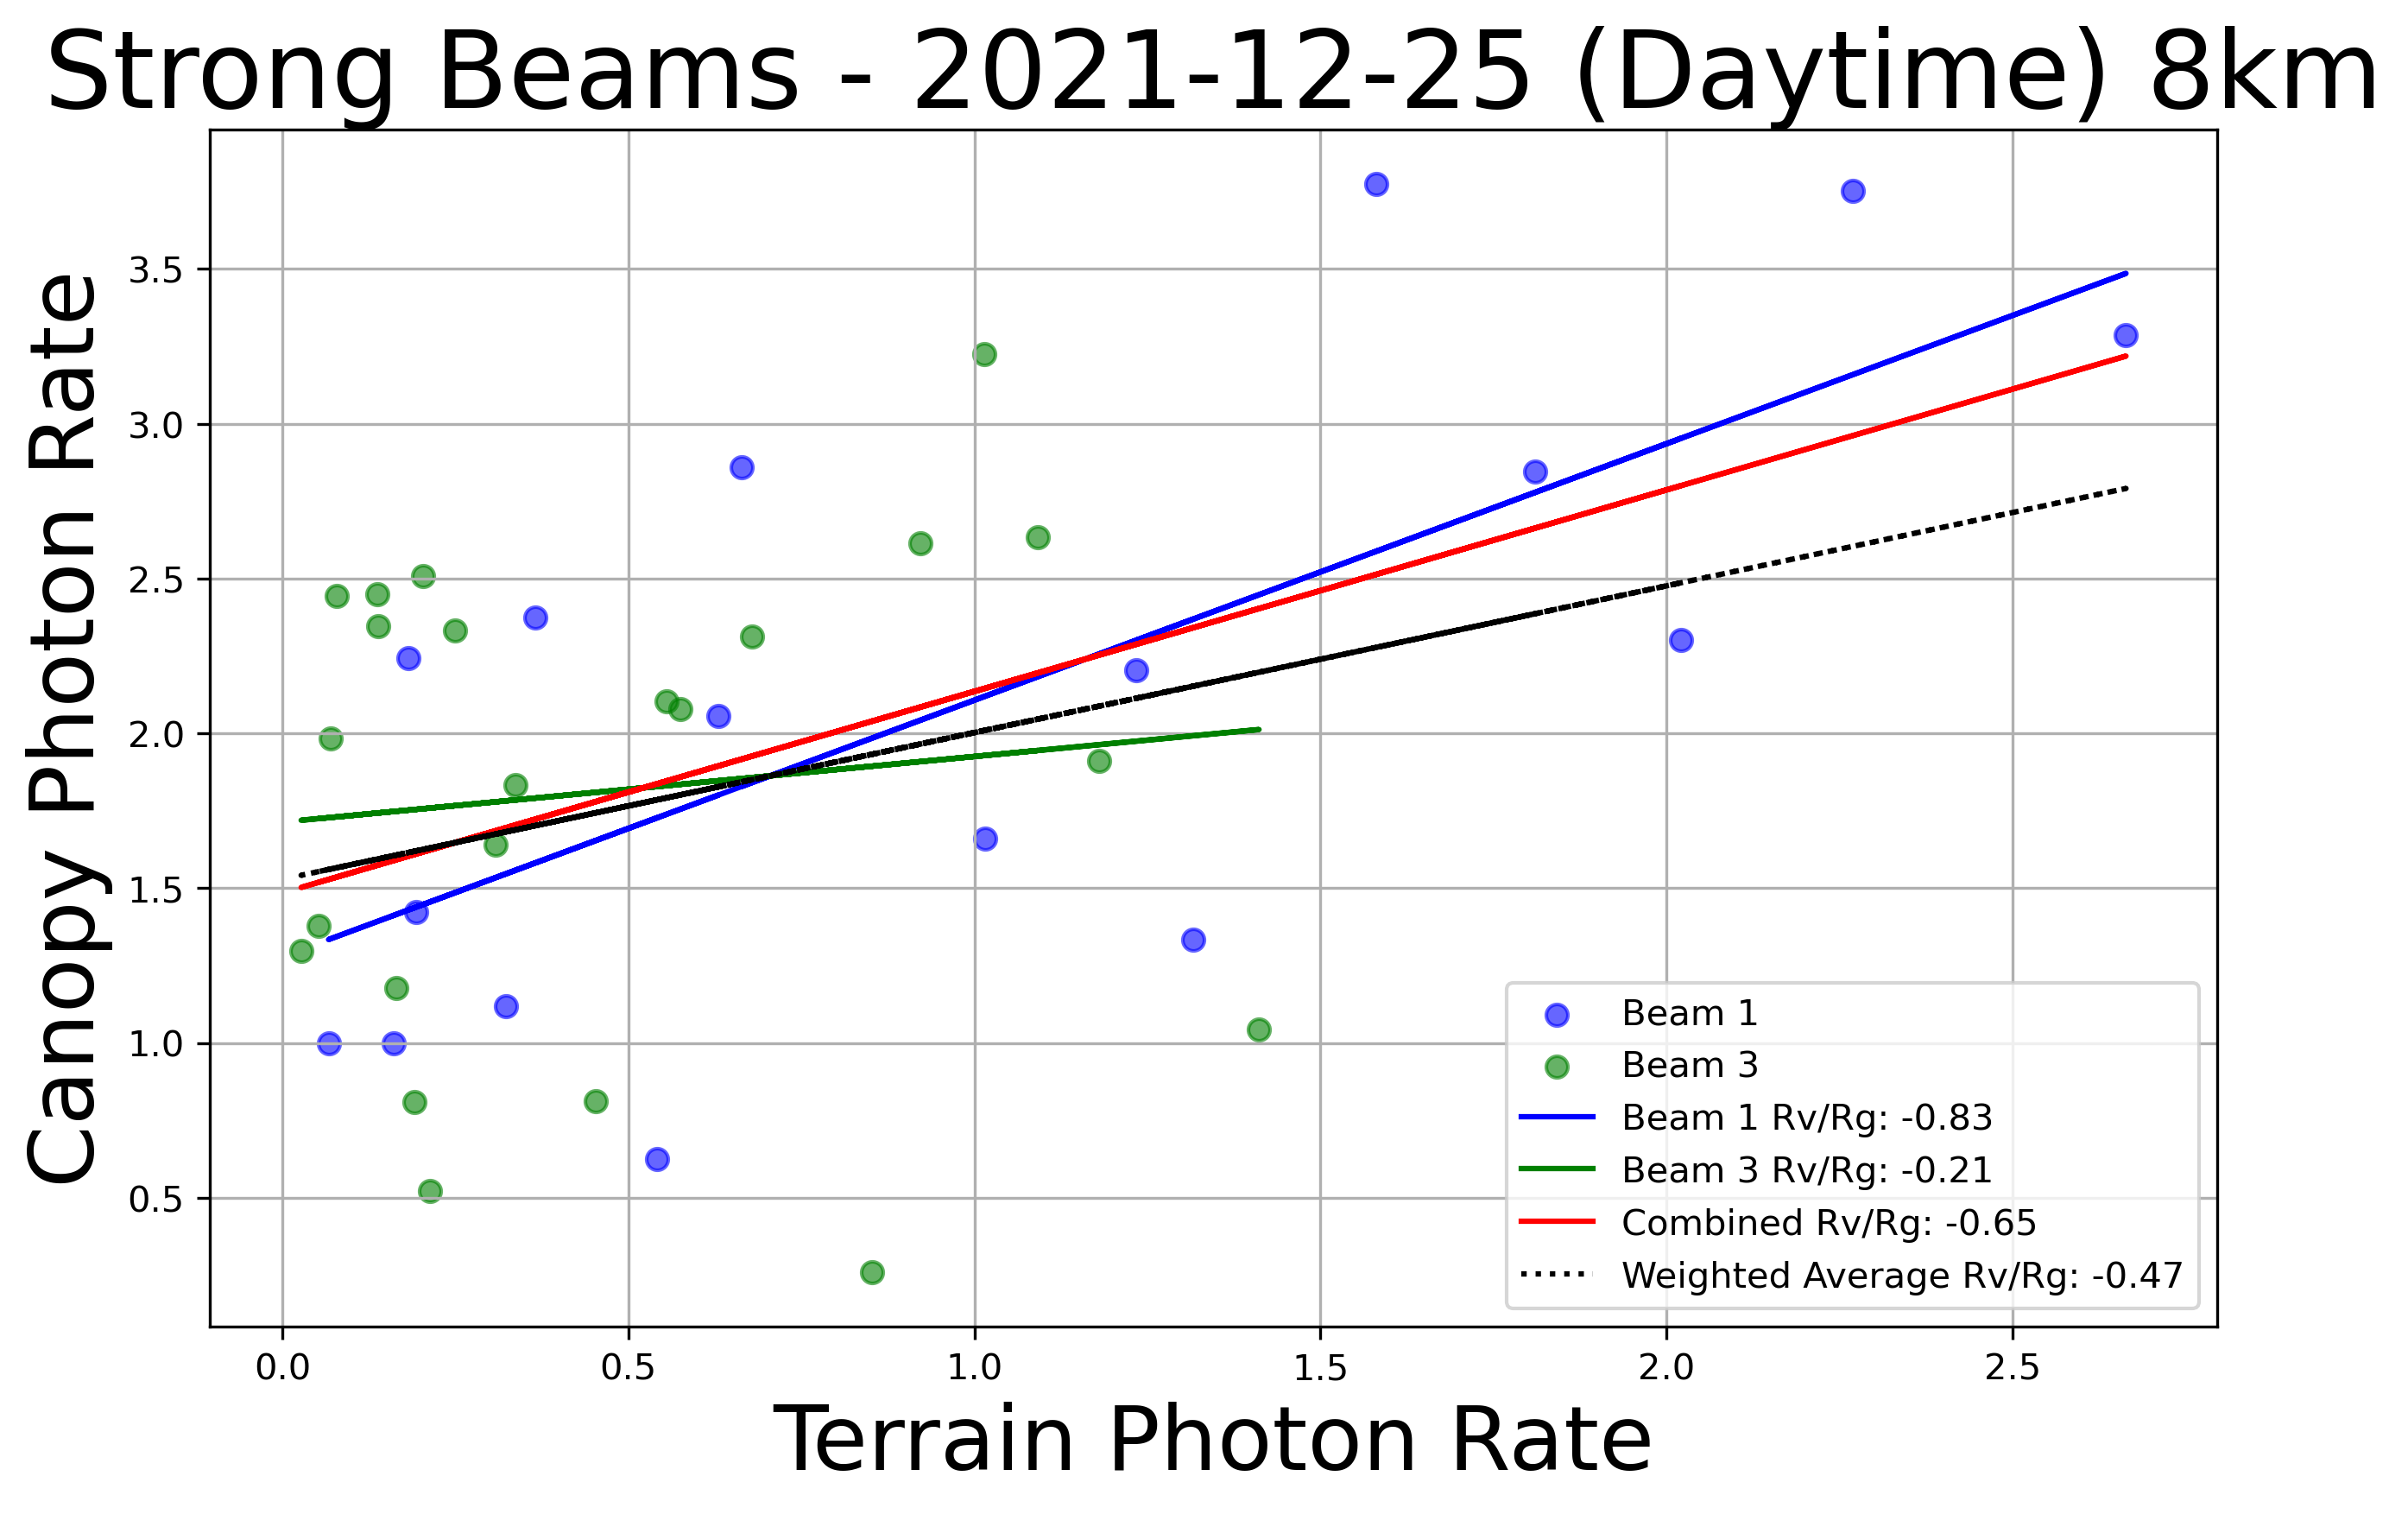 Strong Beams - 2021-12-25 (Daytime) 8km
Canopy Photon Rate
3.5
3.0
2.5
2.0
1.5
1.0
0.5
Beam 1
Beam 3
Beam 1 Rv/Rg: -0.83
Beam 3 Rv/Rg: -0.21
Combined Rv/Rg: -0.65
Weighted Average Rv/Rg: -0.47
0.0 0.5 1.0 1.5 2.0 2.5
Terrain Photon Rate